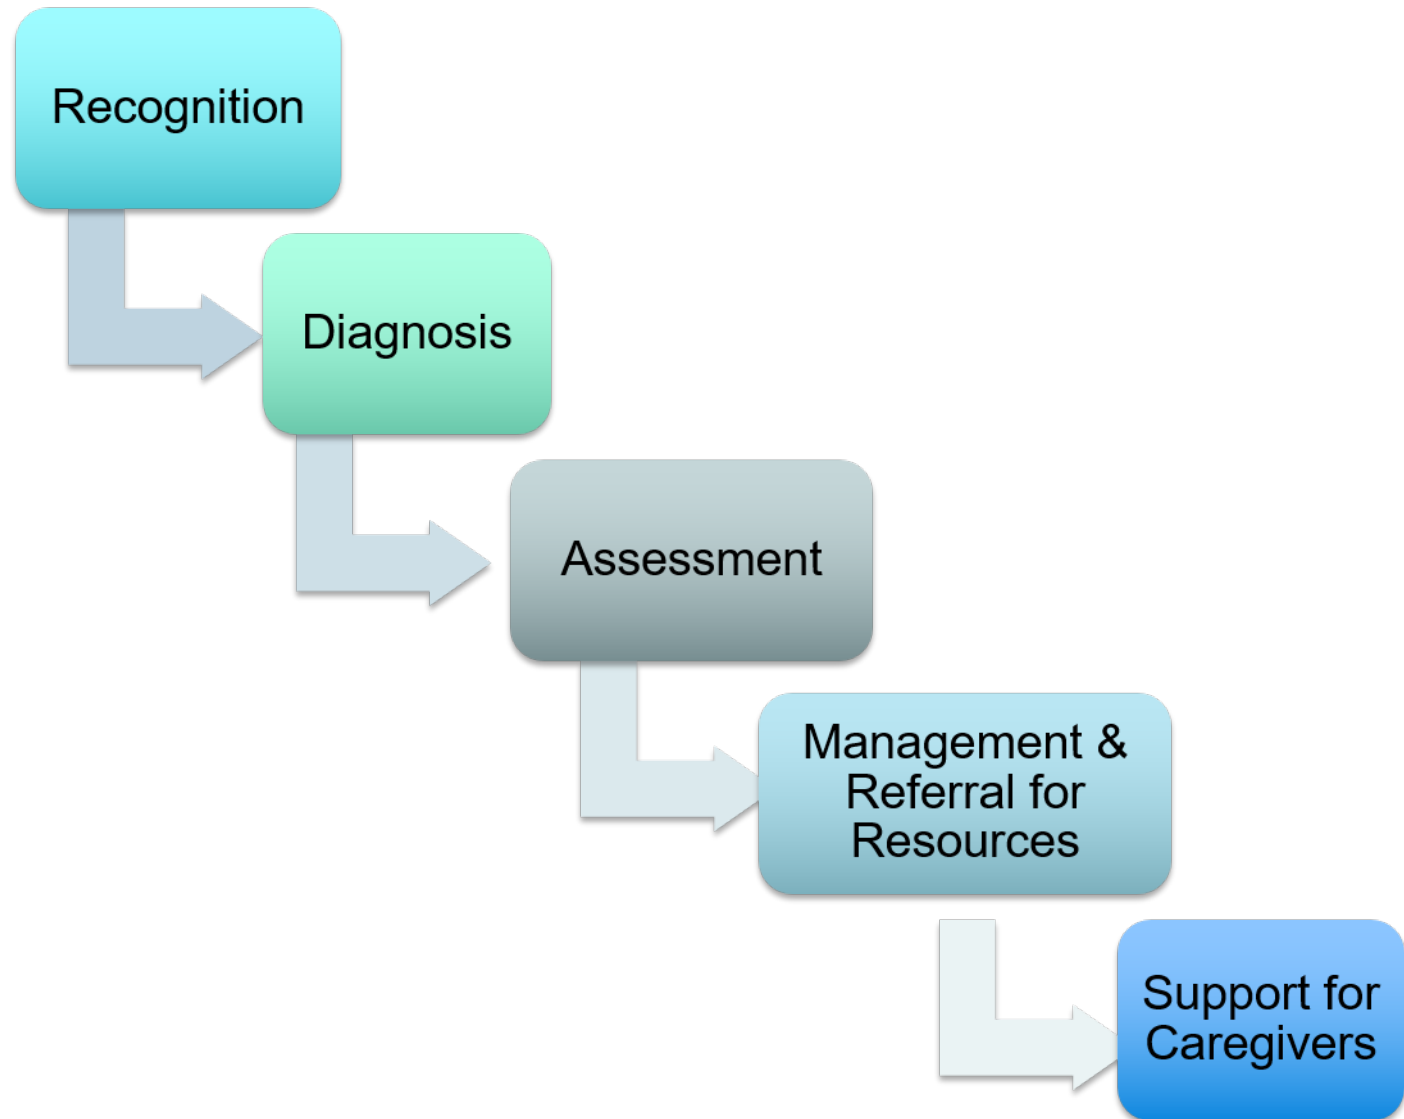 Recognition
Diagnosis
Assessment
Management &
Referral for
Resources
Support for
Caregivers